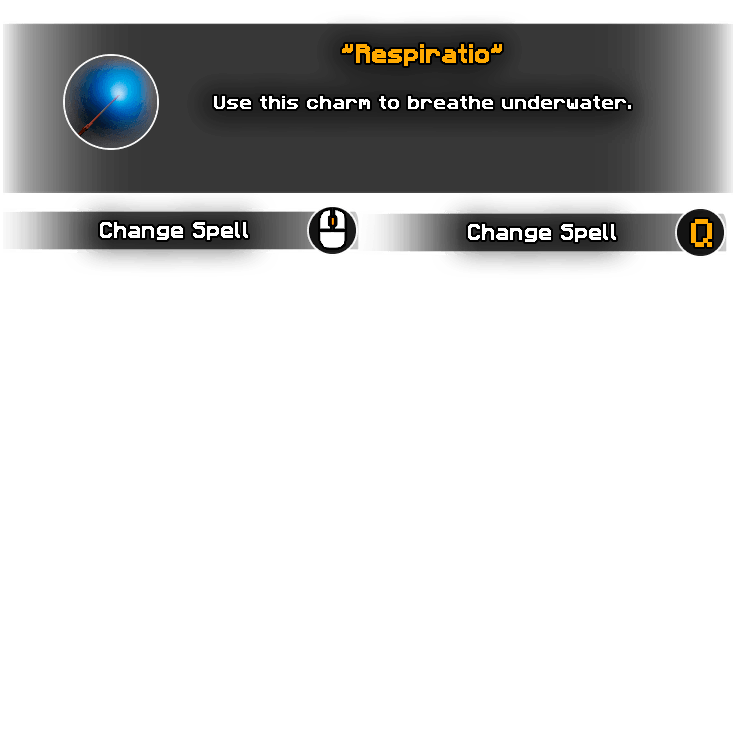 "Respiratio"
Use this charm to breathe underwater.
Change Spell
Change Spell Q